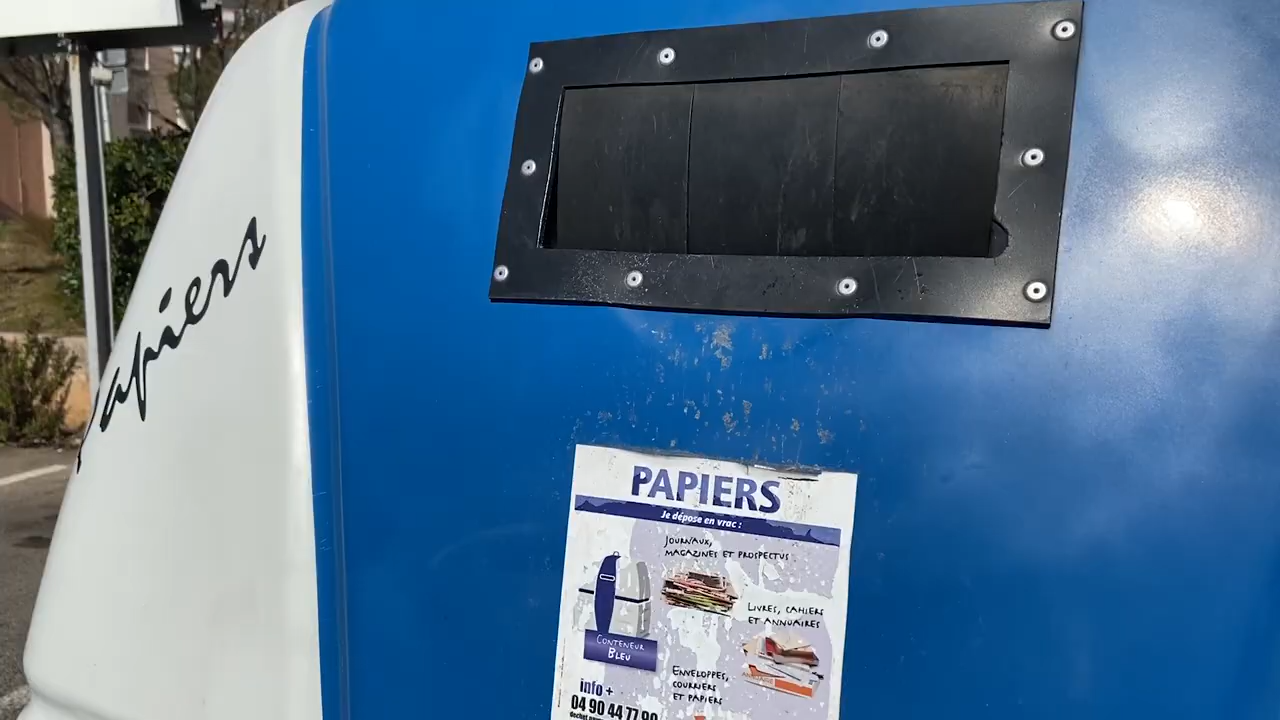 Papiers
PAPIERS
Je dépose en vrac :
JOURNAUX,
MAGAZINES ET PROSPECTUS
LIVRES, CAHIERS
ET ANNUAIRES
CONTENEUR
BLEU
ENVELOPPES,
COURRIERS
ET PAPIERS
info +
04 90 44 77 90